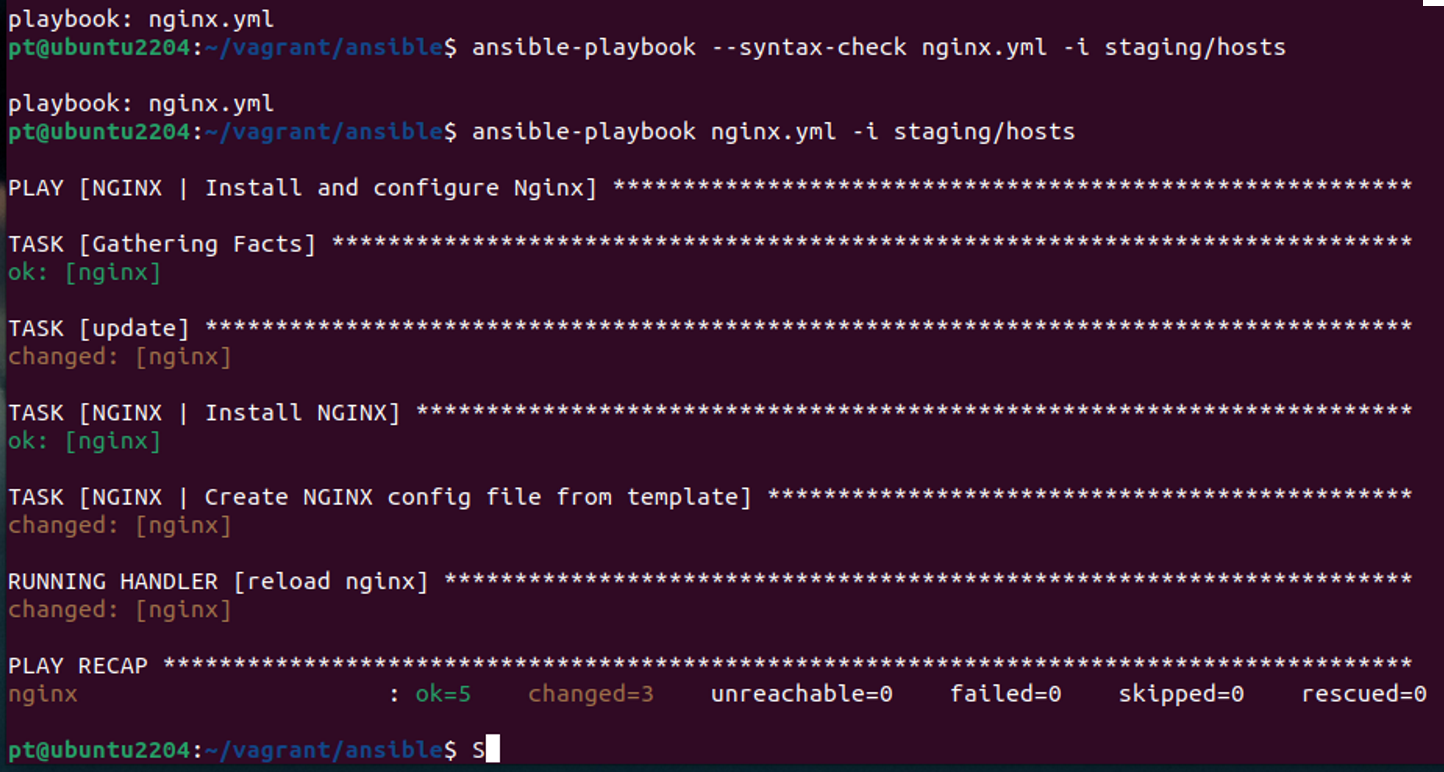 playbook: nginx.yml
pt@ubuntu2204:~/vagrant/ansible$ ansible-playbook --syntax-check nginx.yml -i staging/hosts
playbook: nginx.yml
pt@ubuntu2204:~/vagrant/ansible$ ansible-playbook nginx.yml -i staging/hosts
PLAY [NGINX | Install and configure Nginx] *********************************************************
TASK [Gathering Facts] *****************************************************************************
ok: [nginx]
TASK [update] **************************************************************************************
changed: [nginx]
TASK [NGINX | Install NGINX] ***********************************************************************
ok: [nginx]
TASK [NGINX | Create NGINX config file from template] **********************************************
changed: [nginx]
RUNNING HANDLER [reload nginx] *********************************************************************
changed: [nginx]
PLAY RECAP *****************************************************************************************
nginx                      : ok=5    changed=3    unreachable=0    failed=0    skipped=0    rescued=0
pt@ubuntu2204:~/vagrant/ansible$ S